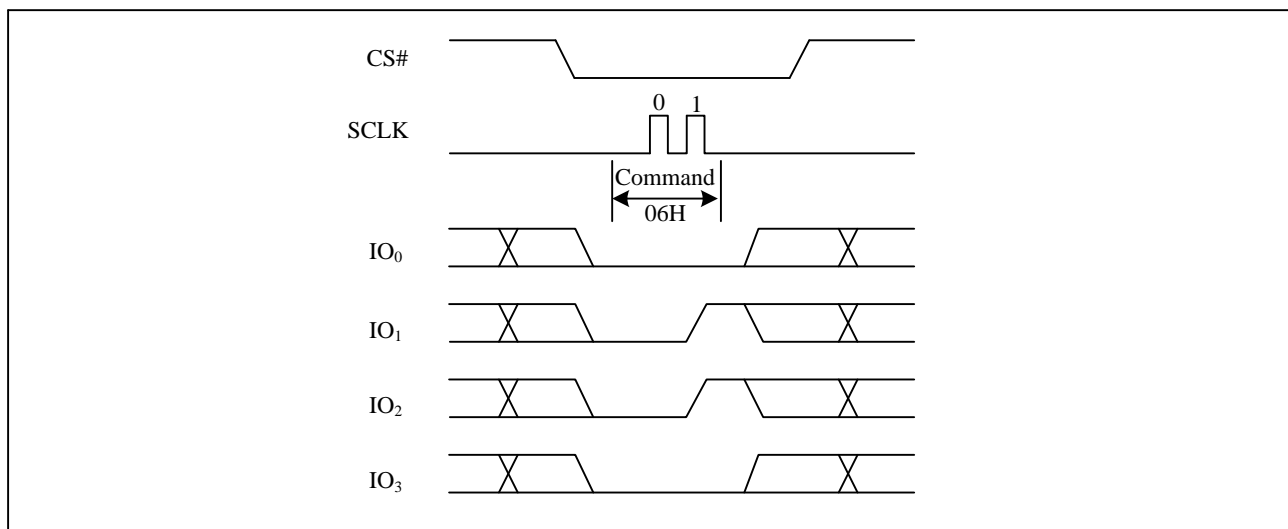 CS#
0 1
SCLK
Command
06H
IO₀
IO₁
IO₂
IO₃